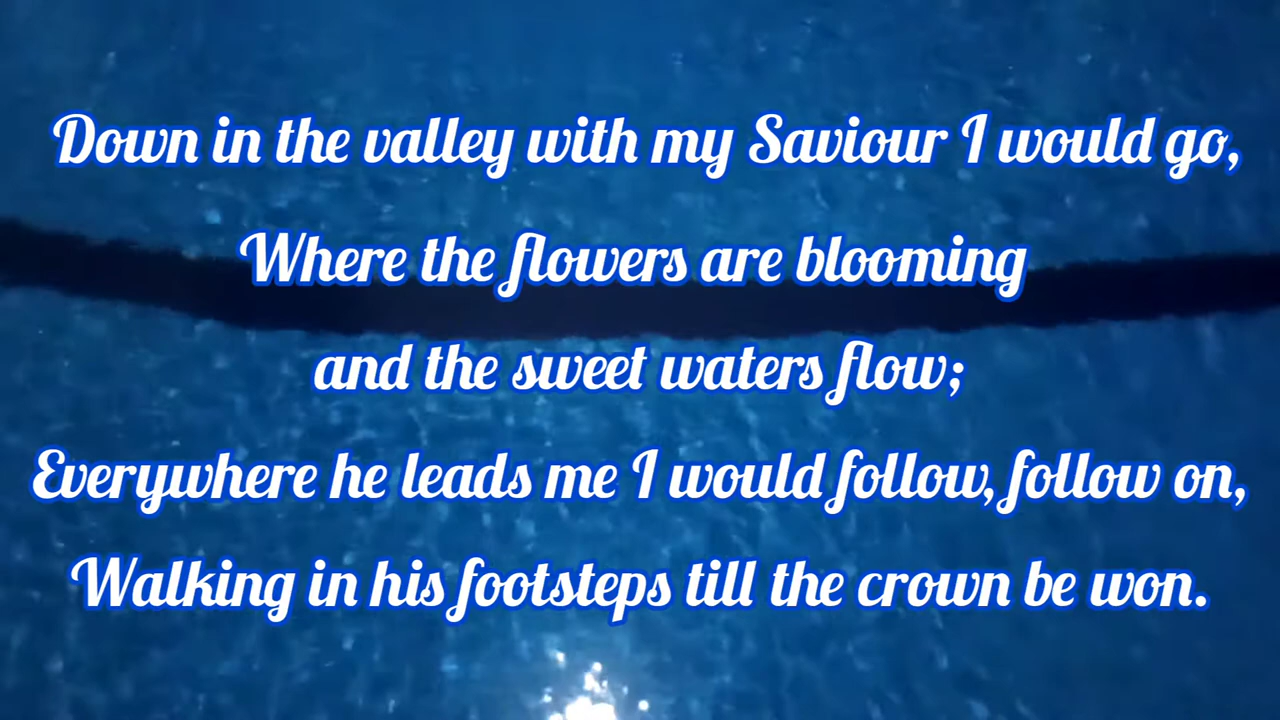 Down in the valley with my Saviour I would go,
Where the flowers are blooming
and the sweet waters flow;
Everywhere he leads me I would follow, follow on,
Walking in his footsteps till the crown be won.